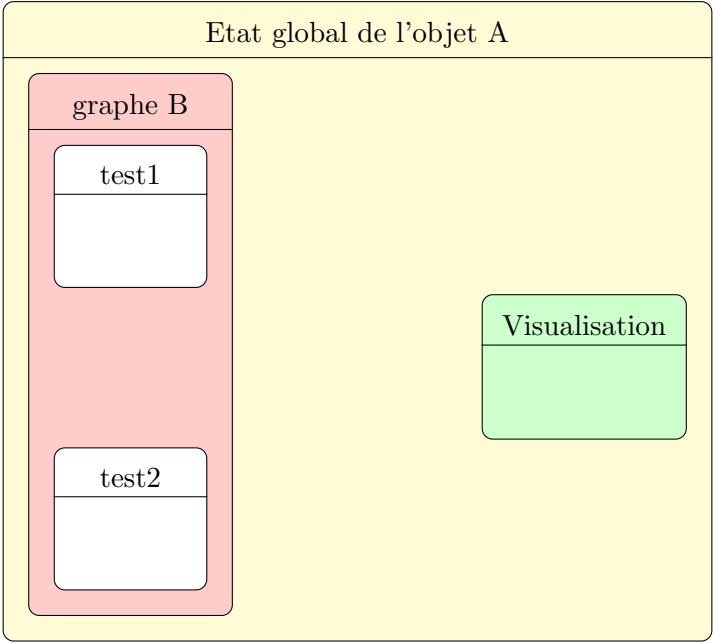 Etat global de l’objet A
graphe B
test1
Visualisation
test2